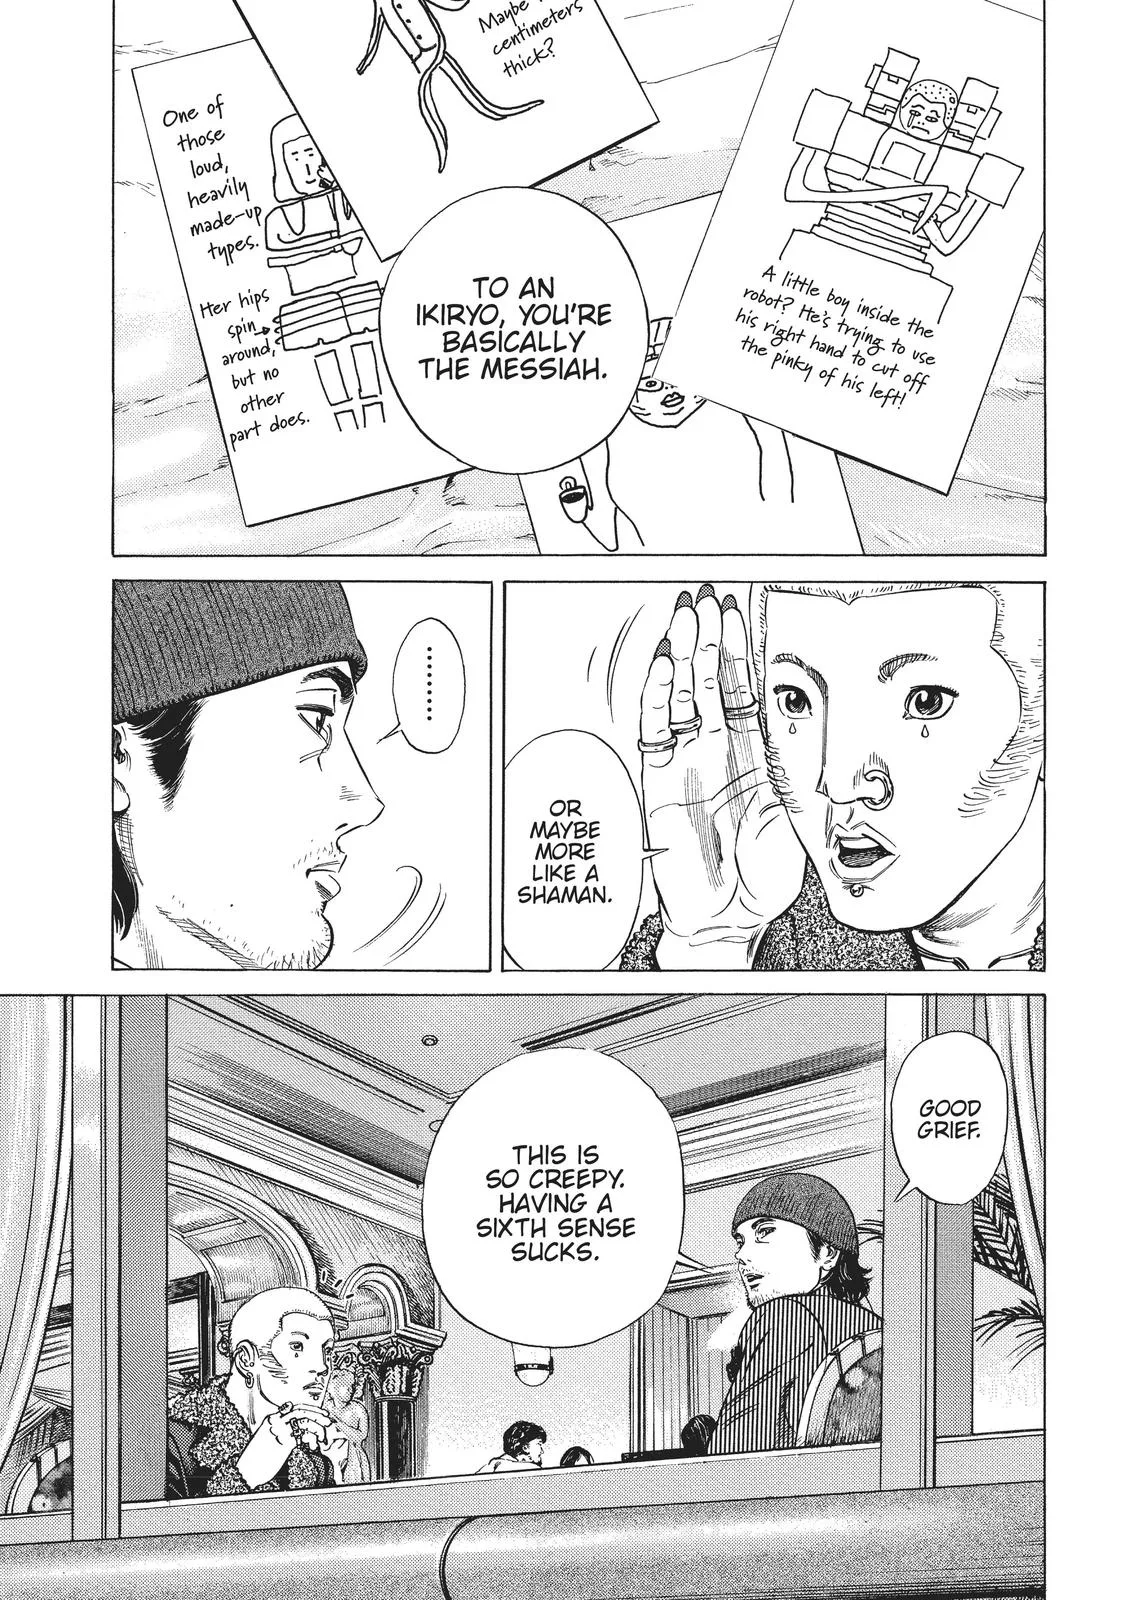 One of
those
loud,
heavily
made-up
types.
Her hips
spin
around,
but no
other
part does.
Maybe
centimeters
thick?
A little boy inside the
robot? He's trying to use
his right hand to cut off
the pinky of his left!
TO AN
IKIRYO, YOU'RE
BASICALLY
THE MESSIAH.
OR
MAYBE
MORE
LIKE A
SHAMAN.
.........
GOOD
GRIEF.
THIS IS
SO CREEPY.
HAVING A
SIXTH SENSE
SUCKS.